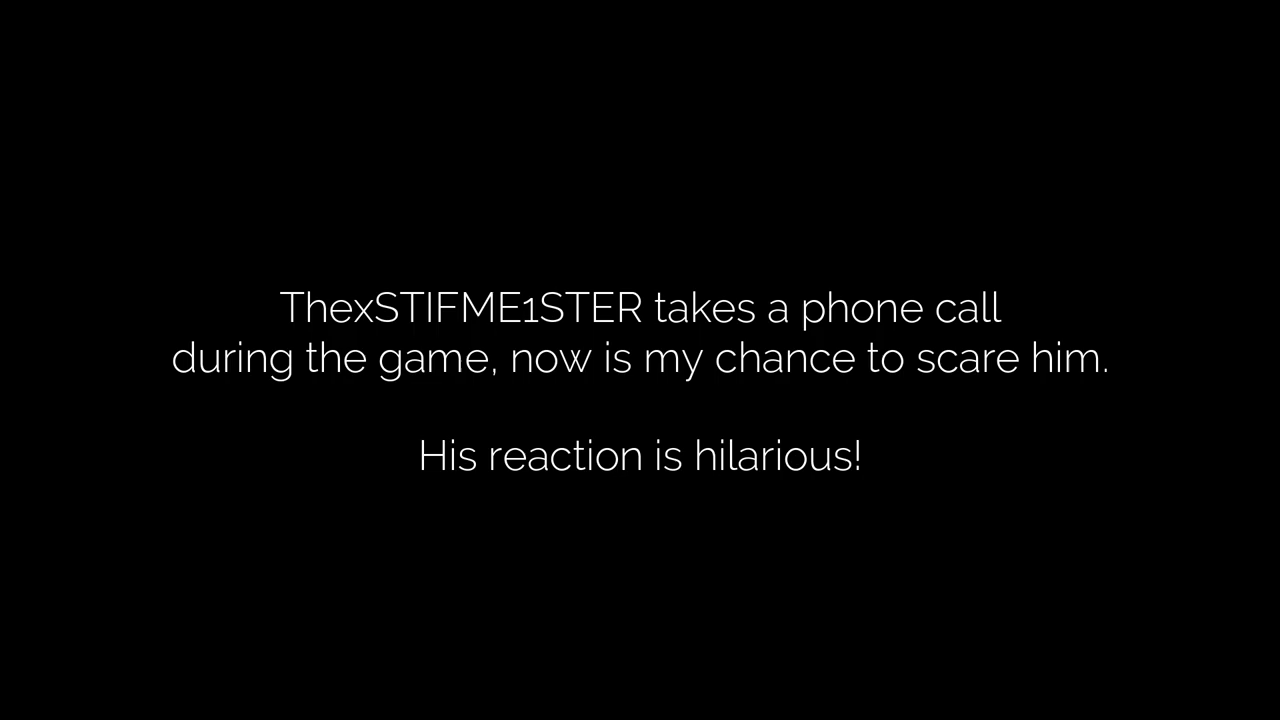 ThexSTIFME1STER takes a phone call
during the game, now is my chance to scare him.
His reaction is hilarious!